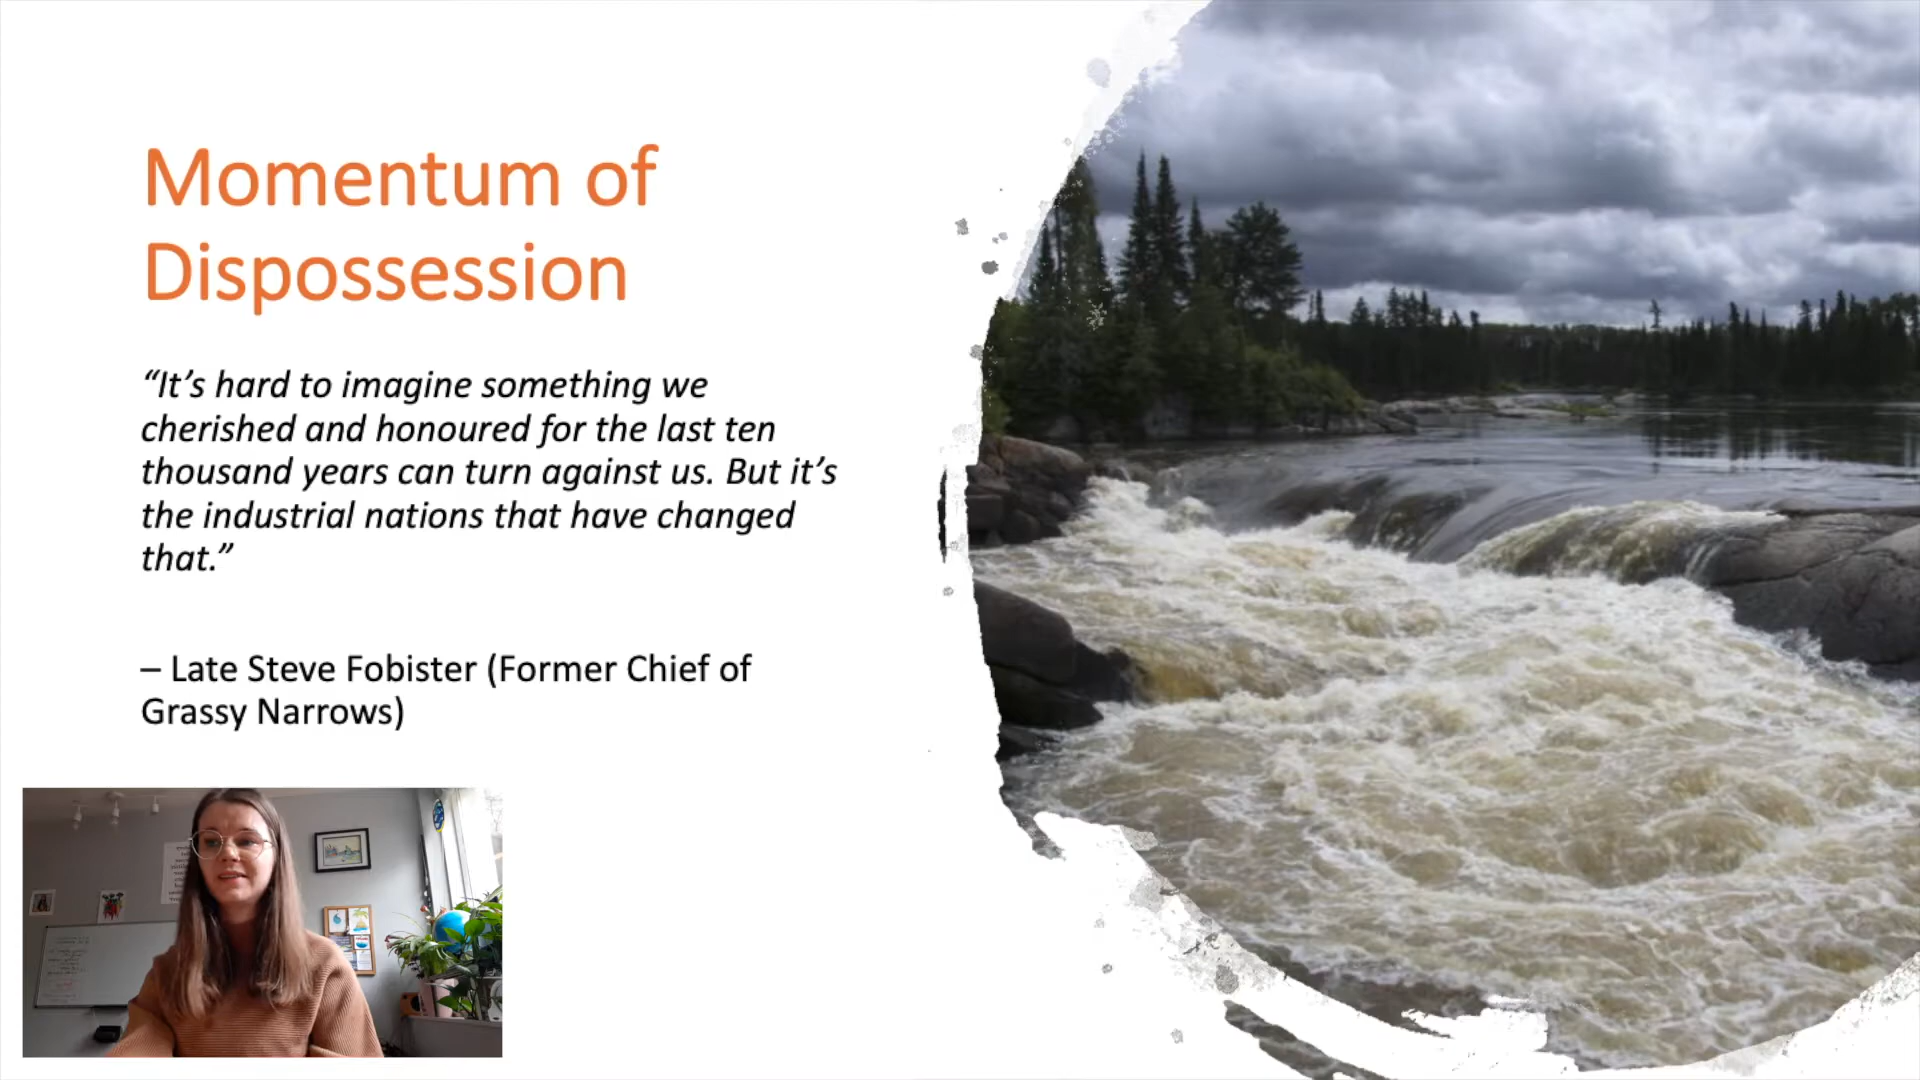 Momentum of
Dispossession
“It’s hard to imagine something we
cherished and honoured for the last ten
thousand years can turn against us. But it’s
the industrial nations that have changed
that.”
– Late Steve Fobister (Former Chief of
Grassy Narrows)